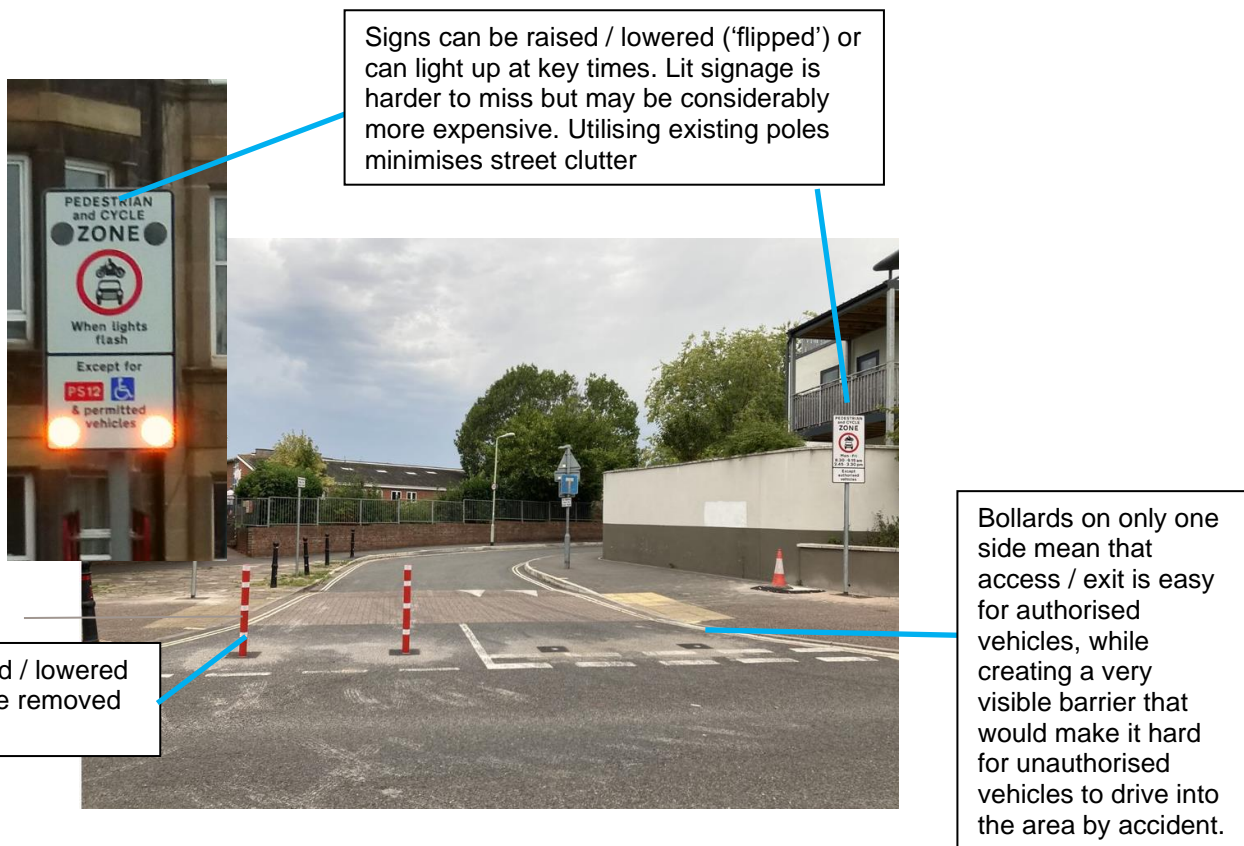 Signs can be raised / lowered (‘flipped’) or
can light up at key times. Lit signage is
harder to miss but may be considerably
more expensive. Utilising existing poles
minimises street clutter
PEDESTRIAN
and CYCLE
ZONE
When lights
flash
Except for
PS12
& permitted
vehicles
PEDESTRIAN
and CYCLE
ZONE
Mon - Fri
Except
authorised
vehicles
d / lowered
e removed
Bollards on only one
side mean that
access / exit is easy
for authorised
vehicles, while
creating a very
visible barrier that
would make it hard
for unauthorised
vehicles to drive into
the area by accident.